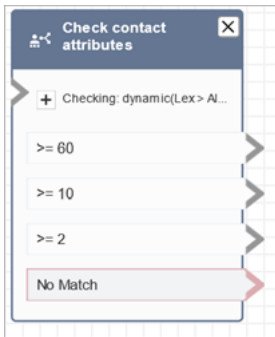 Check contact
attributes
Checking: dynamic(Lex > Al...
>= 60
>= 10
>= 2
No Match